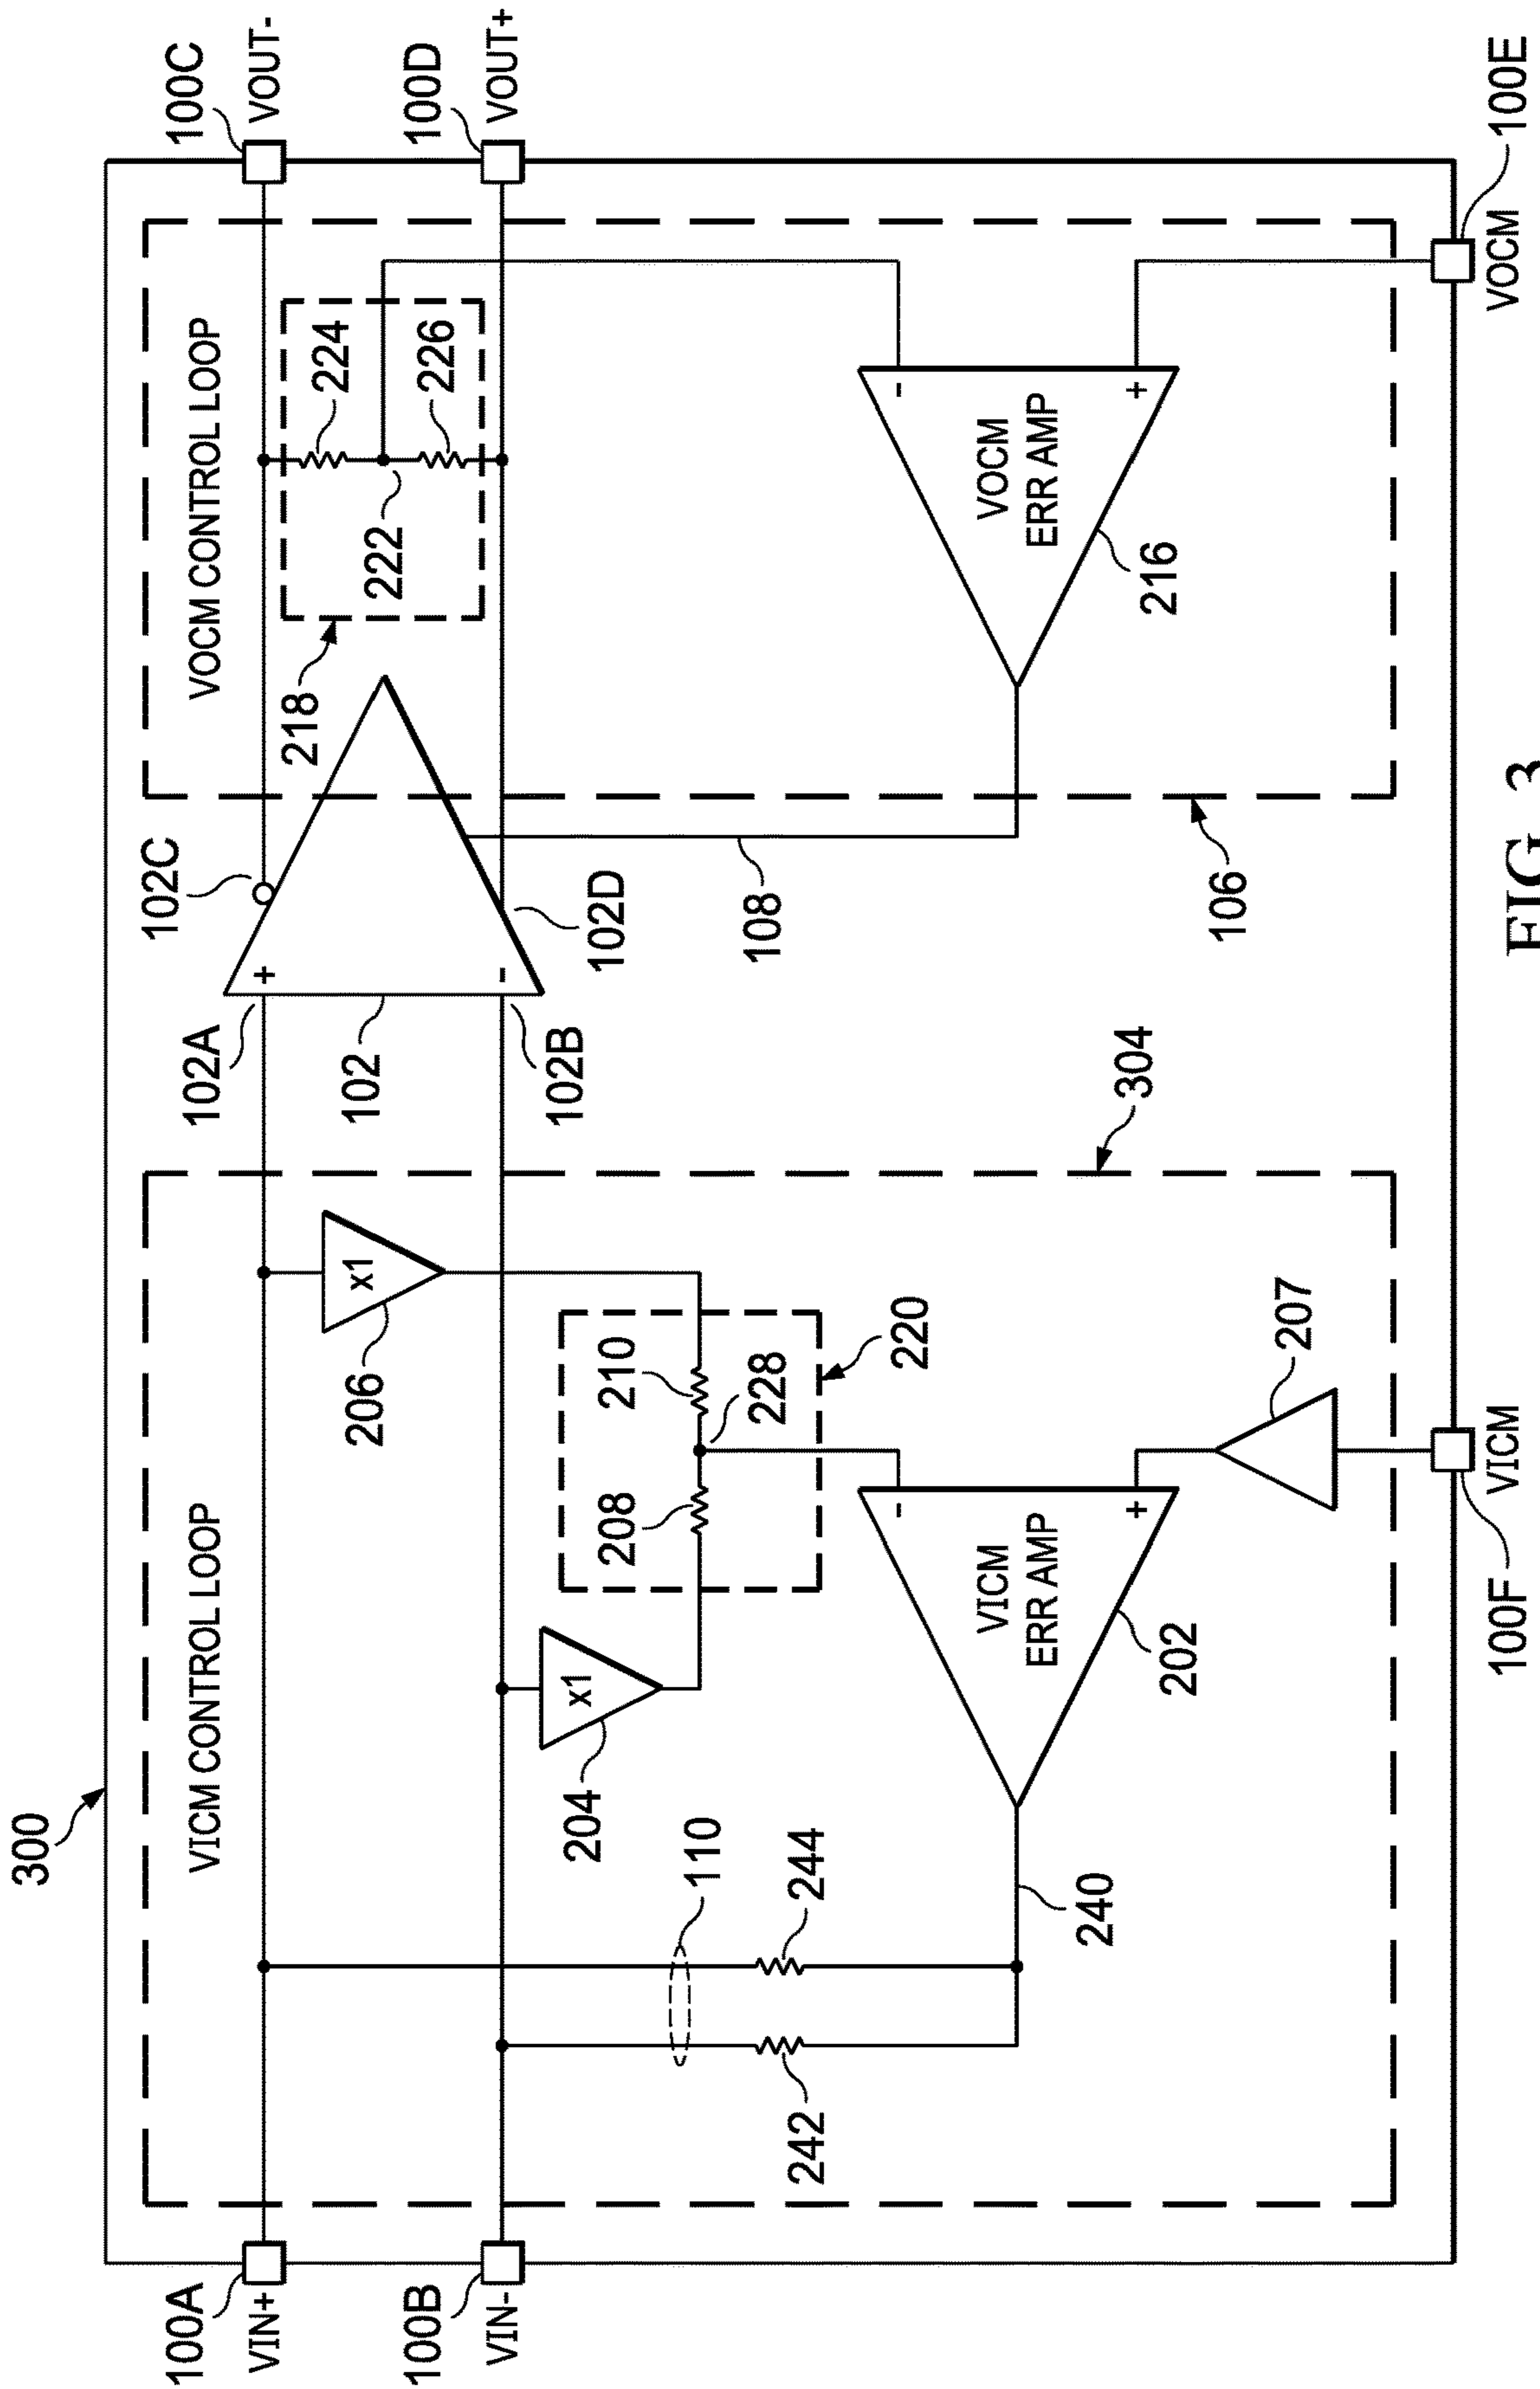 300
VICM CONTROL LOOP
VOCM CONTROL LOOP
100A
VIN+
100B
VIN-
100C
VOUT-
100D
VOUT+
102A
+
102C
102
102B
-
102D
206
x1
204
x1
218
224
222
226
210
208
228
220
110
244
242
240
108
-
VICM
ERR AMP
+
202
207
304
-
VOCM
ERR AMP
+
216
106
100F
VICM
VOCM
100E
FIG. 3